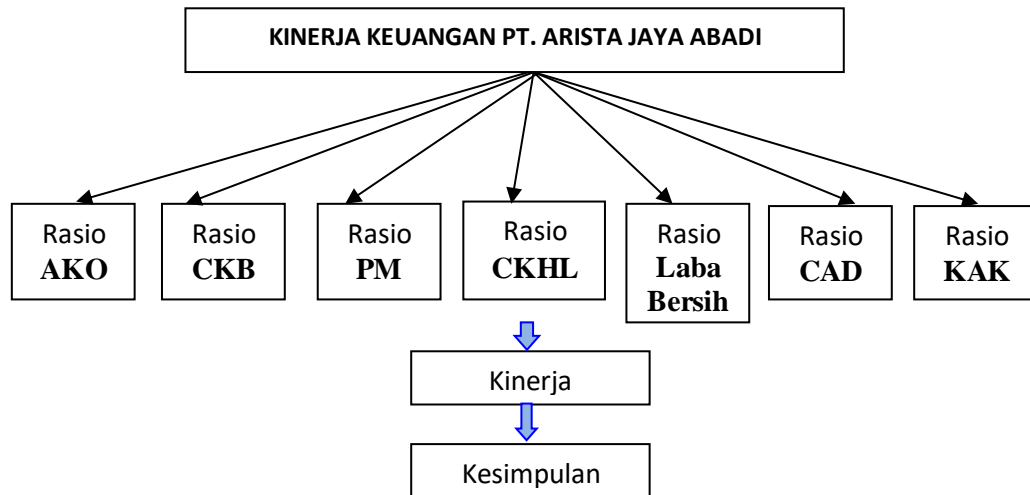 KINERJA KEUANGAN PT. ARISTA JAYA ABADI
Rasio
AKO
Rasio
CKB
Rasio
PM
Rasio
CKHL
Rasio
Laba
Bersih
Rasio
CAD
Rasio
KAK
Kinerja
Kesimpulan